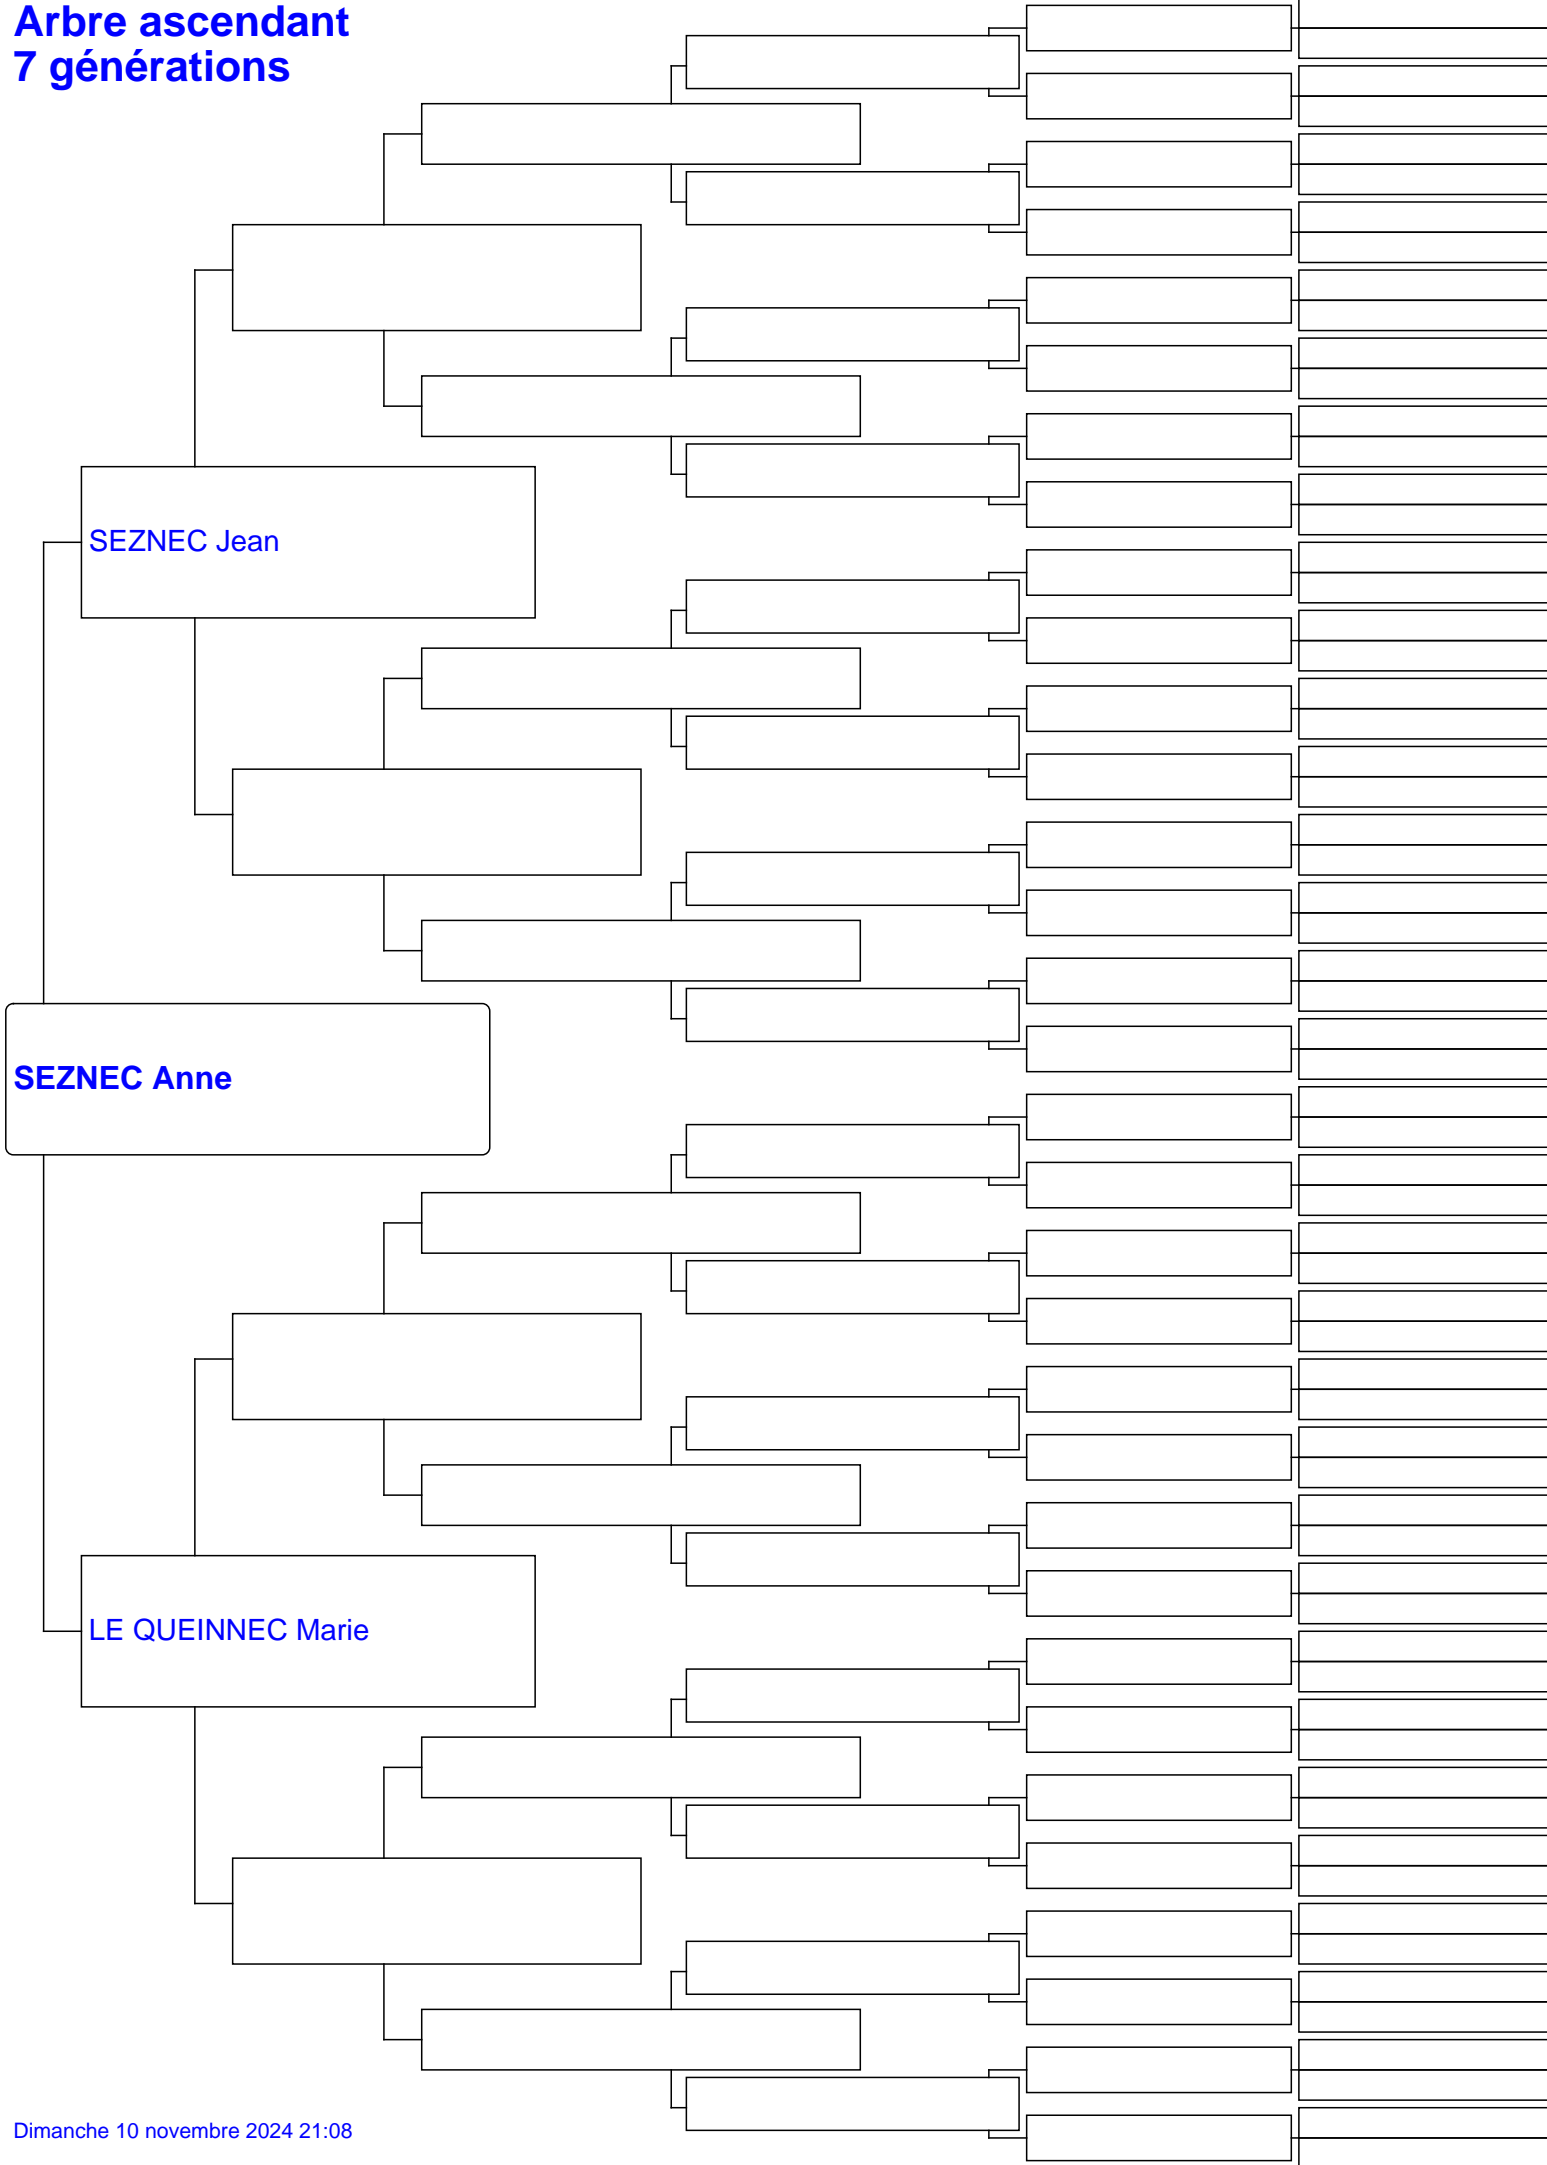 Arbre ascendant
7 générations
SEZNEC Jean
SEZNEC Anne
LE QUEINNEC Marie
Dimanche 10 novembre 2024 21:08